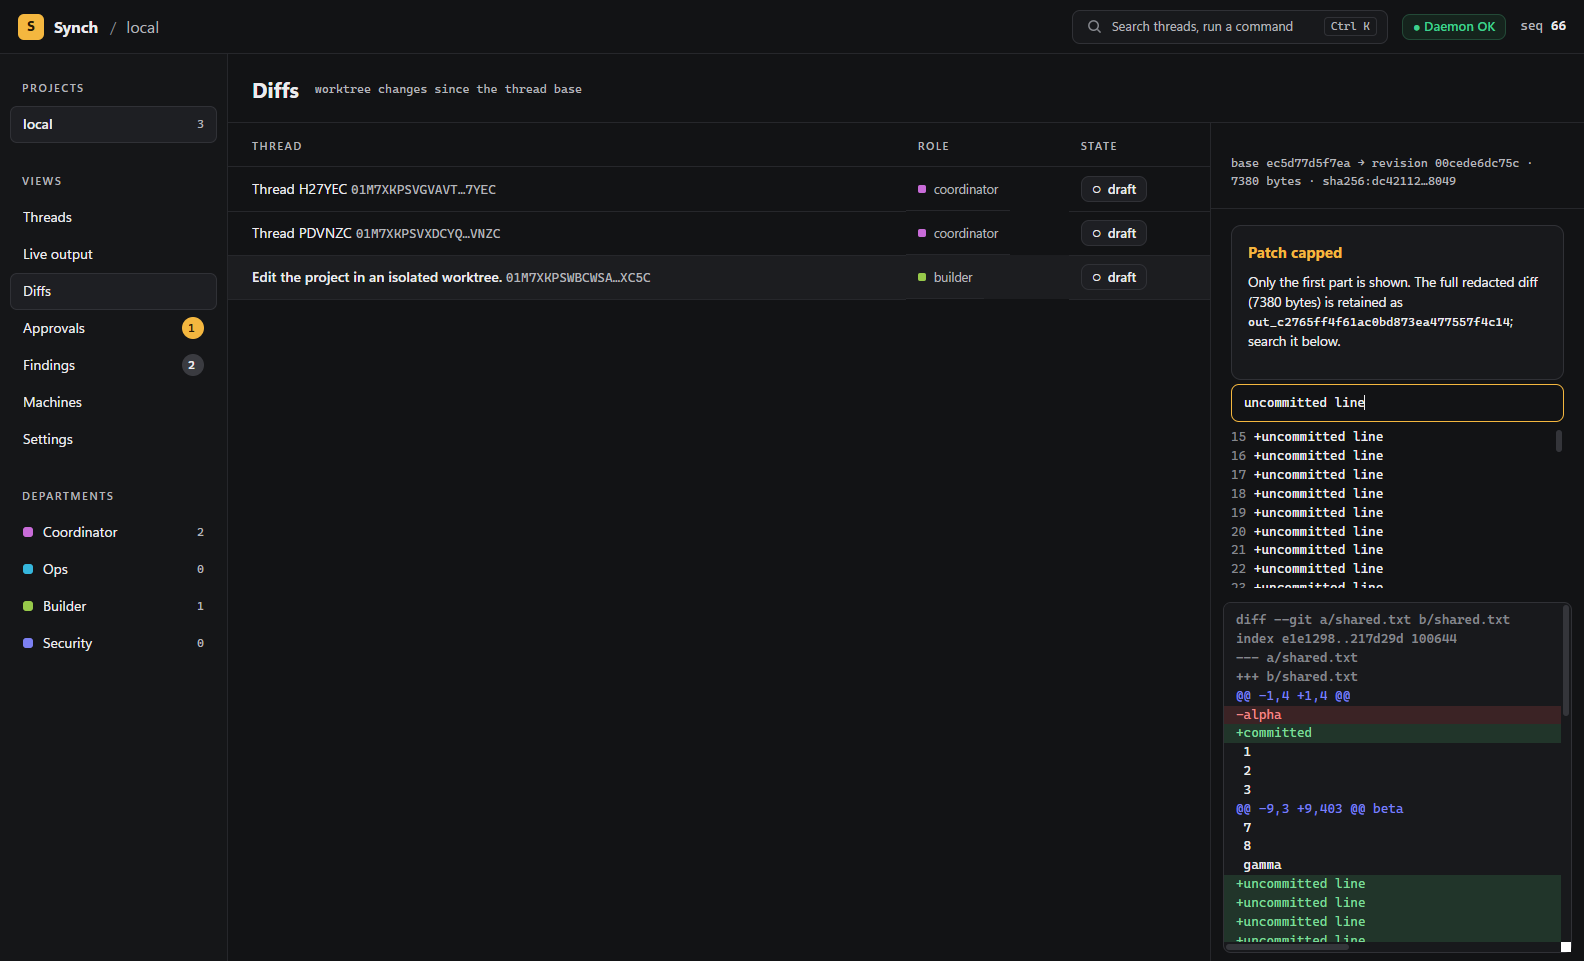 S Synch / local
Search threads, run a command Ctrl K
Daemon OK
seq 66
PROJECTS
local 3
VIEWS
Threads
Live output
Diffs
Approvals 1
Findings 2
Machines
Settings
DEPARTMENTS
Coordinator 2
Ops 0
Builder 1
Security 0
Diffs worktree changes since the thread base
THREAD ROLE STATE
Thread H27YEC 01M7XKPSVGVAVT…7YEC coordinator draft
Thread PDVNZC 01M7XKPSVXDCYQ…VNZC coordinator draft
Edit the project in an isolated worktree. 01M7XKPSWBCWSA…XC5C builder draft
base ec5d77d5f7ea → revision 00cede6dc75c ·
7380 bytes · sha256:dc42112…8049
Patch capped
Only the first part is shown. The full redacted diff
(7380 bytes) is retained as
out_c2765ff4f61ac0bd873ea477557f4c14;
search it below.
uncommitted line
15 +uncommitted line
16 +uncommitted line
17 +uncommitted line
18 +uncommitted line
19 +uncommitted line
20 +uncommitted line
21 +uncommitted line
22 +uncommitted line
23 +uncommitted line
diff --git a/shared.txt b/shared.txt
index e1e1298..217d29d 100644
--- a/shared.txt
+++ b/shared.txt
@@ -1,4 +1,4 @@
-alpha
+committed
1
2
3
@@ -9,3 +9,403 @@ beta
7
8
gamma
+uncommitted line
+uncommitted line
+uncommitted line
+uncommitted line